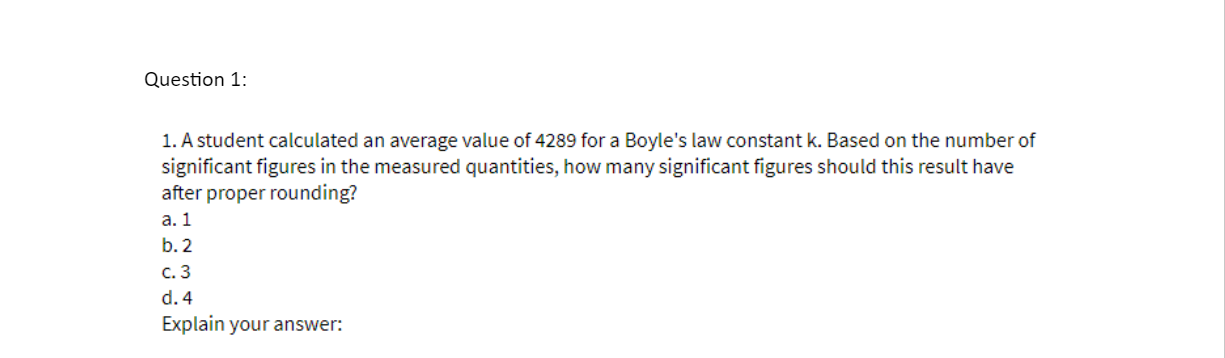 Question 1:
1. A student calculated an average value of 4289 for a Boyle's law constant k. Based on the number of
significant figures in the measured quantities, how many significant figures should this result have
after proper rounding?
a. 1
b. 2
c. 3
d. 4
Explain your answer: